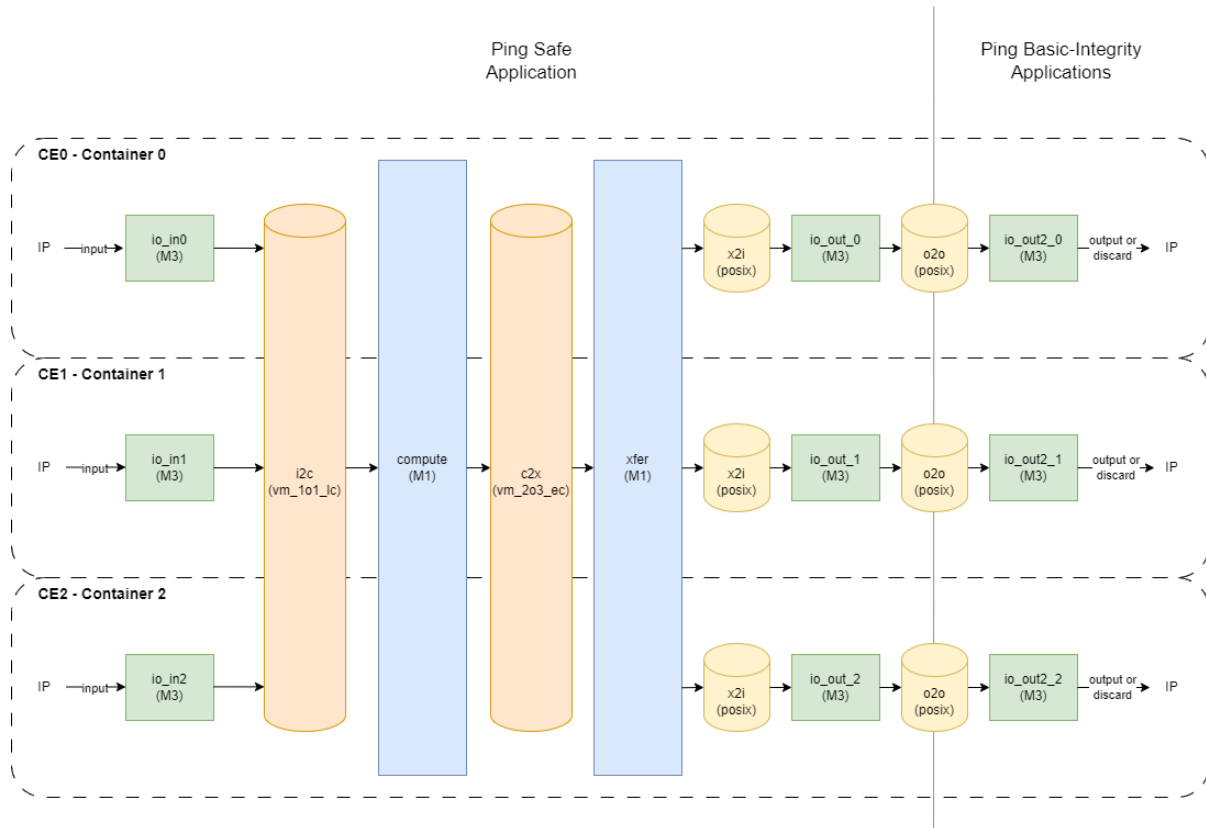 Ping Safe
Application
Ping Basic-Integrity
Applications
CE0 - Container 0
IP
input
io_in0
(M3)
x2i
(posix)
io_out_0
(M3)
o2o
(posix)
io_out2_0
(M3)
output or
discard
IP
CE1 - Container 1
IP
input
io_in1
(M3)
i2c
(vm_1o1_lc)
compute
(M1)
c2x
(vm_2o3_ec)
xfer
(M1)
x2i
(posix)
io_out_1
(M3)
o2o
(posix)
io_out2_1
(M3)
output or
discard
IP
CE2 - Container 2
IP
input
io_in2
(M3)
x2i
(posix)
io_out_2
(M3)
o2o
(posix)
io_out2_2
(M3)
output or
discard
IP